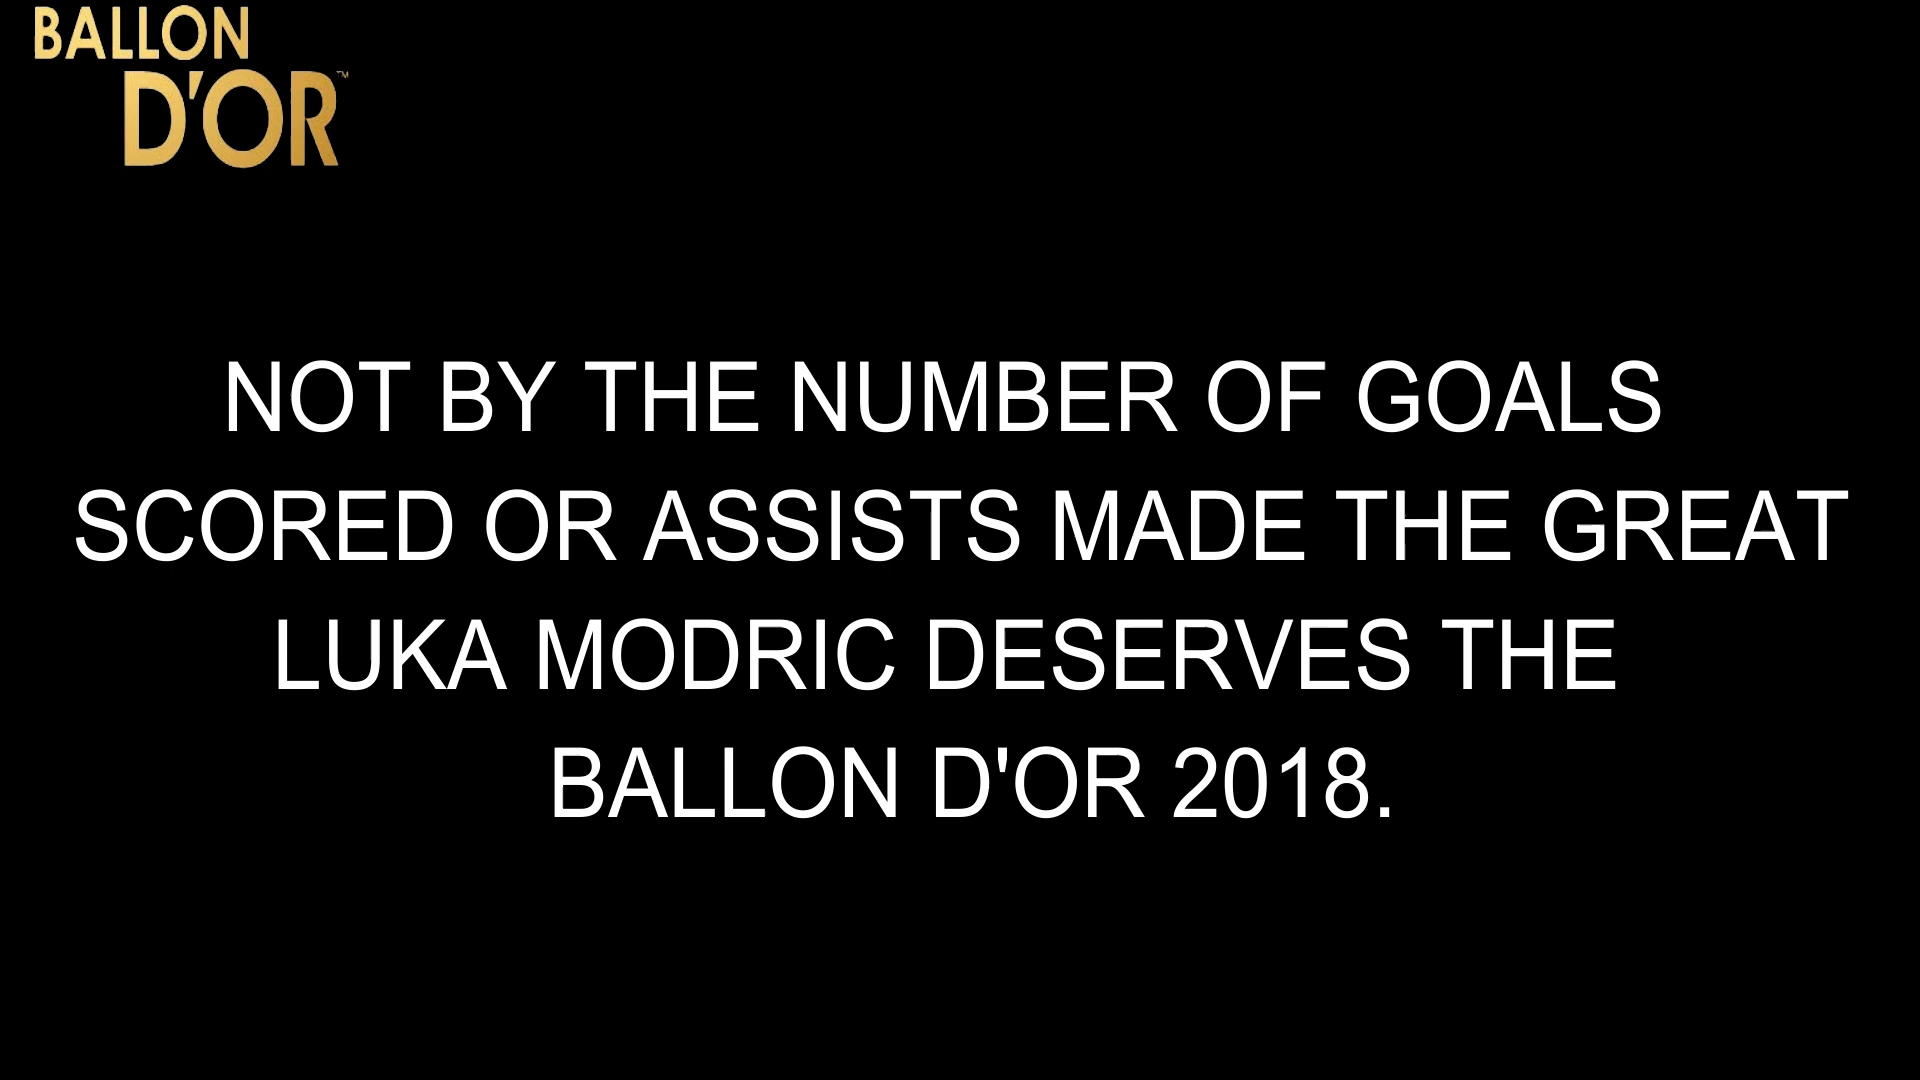 BALLON
D'OR™
NOT BY THE NUMBER OF GOALS
SCORED OR ASSISTS MADE THE GREAT
LUKA MODRIC DESERVES THE
BALLON D'OR 2018.